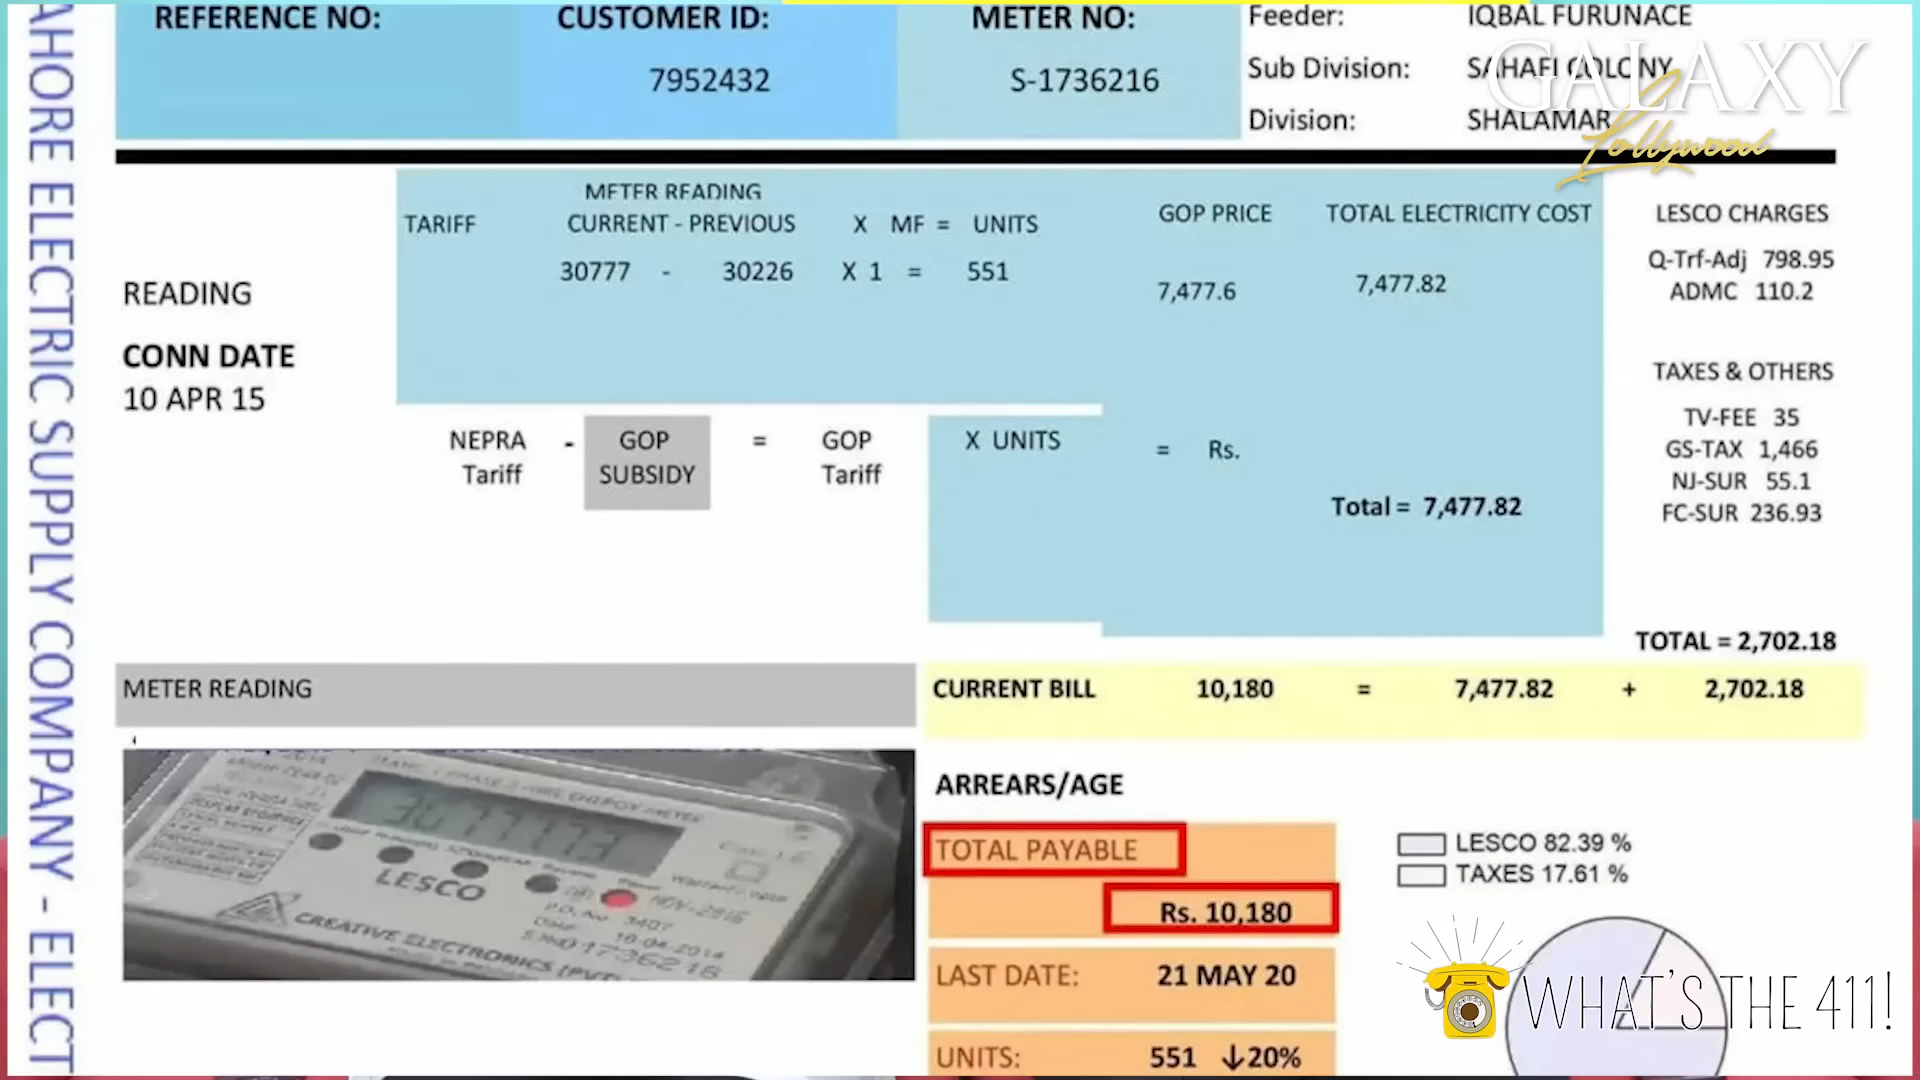 AHORE ELECTRIC SUPPLY COMPANY - ELECT
REFERENCE NO:
CUSTOMER ID:
7952432
METER NO:
S-1736216
Feeder: IQBAL FURUNACE
Sub Division: SAHAFI COLONY
Division: SHALAMAR
GALAXY
Lollywood
READING
CONN DATE
10 APR 15
METER READING
TARIFF CURRENT - PREVIOUS X MF = UNITS
30777 - 30226 X 1 = 551
GOP PRICE
7,477.6
TOTAL ELECTRICITY COST
7,477.82
LESCO CHARGES
Q-Trf-Adj 798.95
ADMC 110.2
TAXES & OTHERS
TV-FEE 35
GS-TAX 1,466
NJ-SUR 55.1
FC-SUR 236.93
NEPRA Tariff - GOP SUBSIDY = GOP Tariff X UNITS = Rs.
Total = 7,477.82
TOTAL = 2,702.18
METER READING
CURRENT BILL 10,180 = 7,477.82 + 2,702.18
LESCO
CREATIVE ELECTRONICS (PVT
ARREARS/AGE
TOTAL PAYABLE
Rs. 10,180
LAST DATE: 21 MAY 20
UNITS: 551 ↓20%
LESCO 82.39 %
TAXES 17.61 %
WHAT'S THE 411!